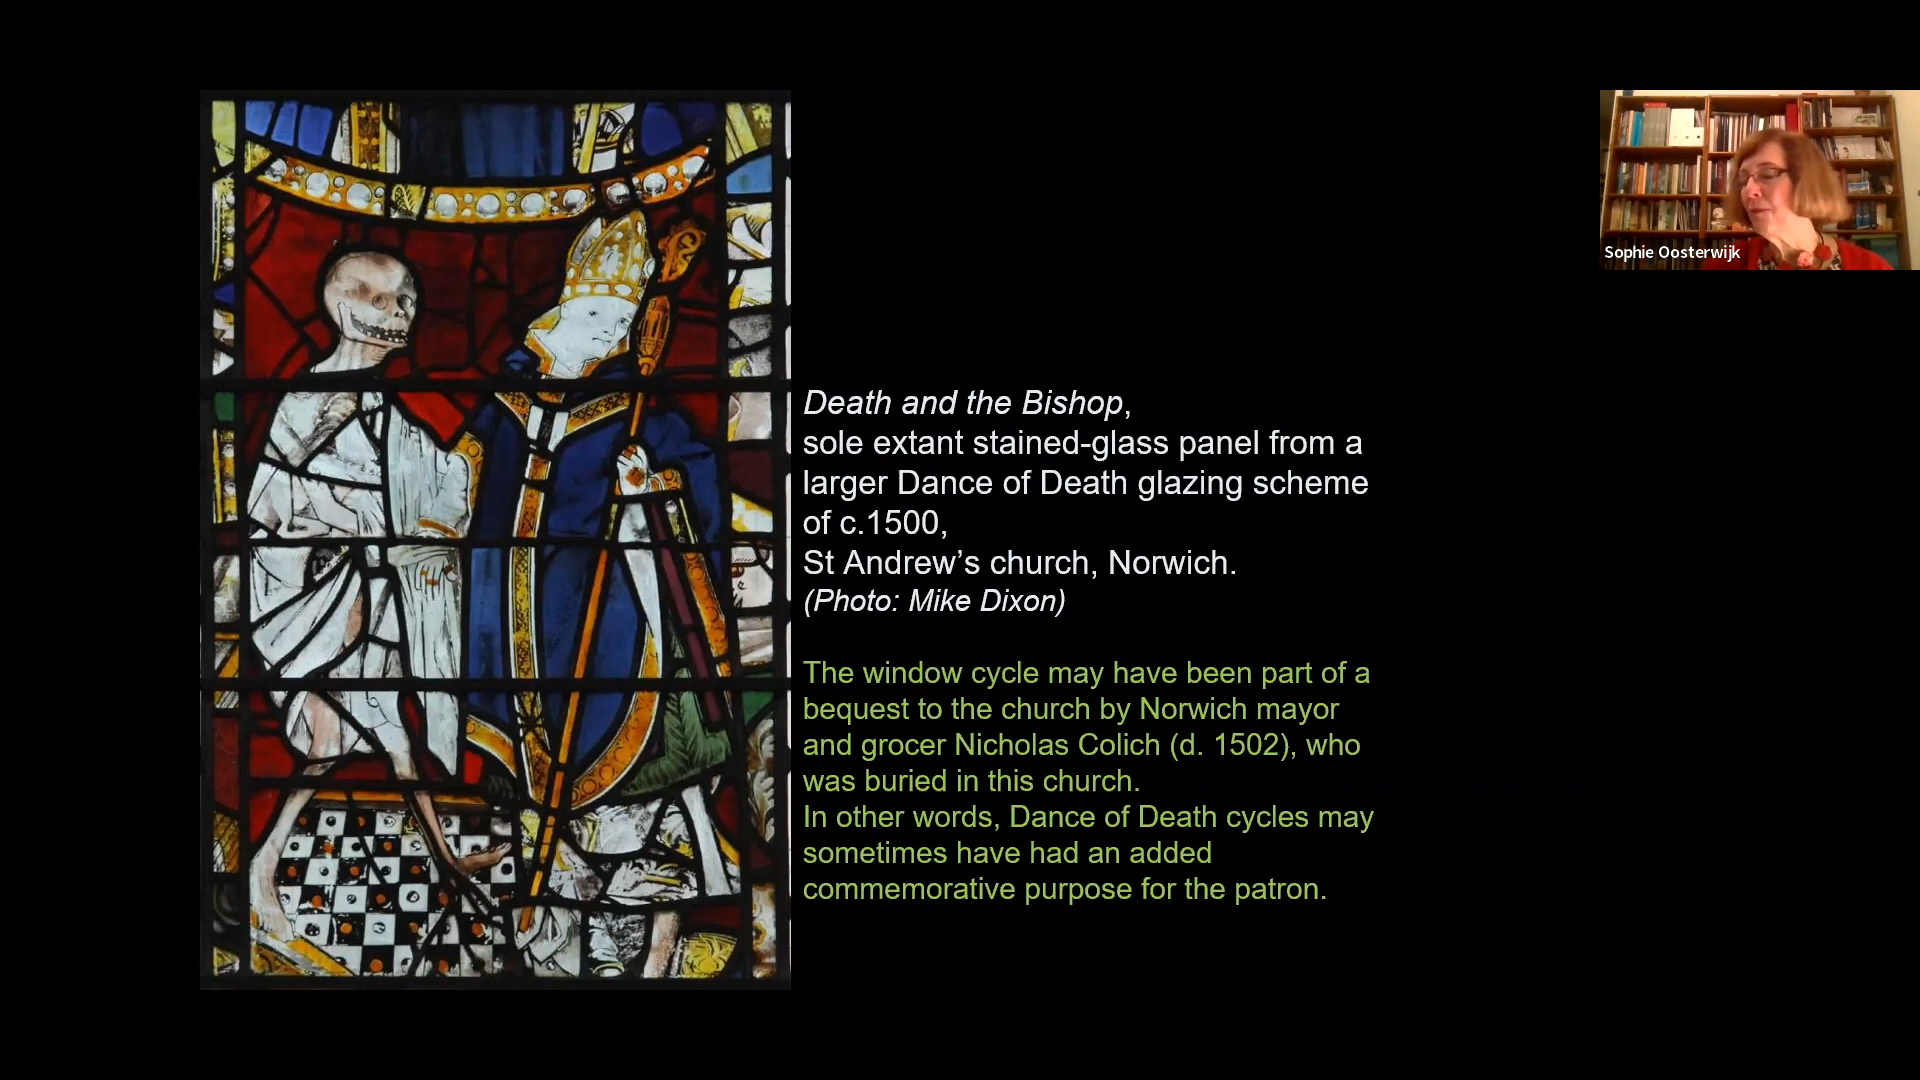 Death and the Bishop,
sole extant stained-glass panel from a
larger Dance of Death glazing scheme
of c.1500,
St Andrew’s church, Norwich.
(Photo: Mike Dixon)
The window cycle may have been part of a
bequest to the church by Norwich mayor
and grocer Nicholas Colich (d. 1502), who
was buried in this church.
In other words, Dance of Death cycles may
sometimes have had an added
commemorative purpose for the patron.
Sophie Oosterwijk